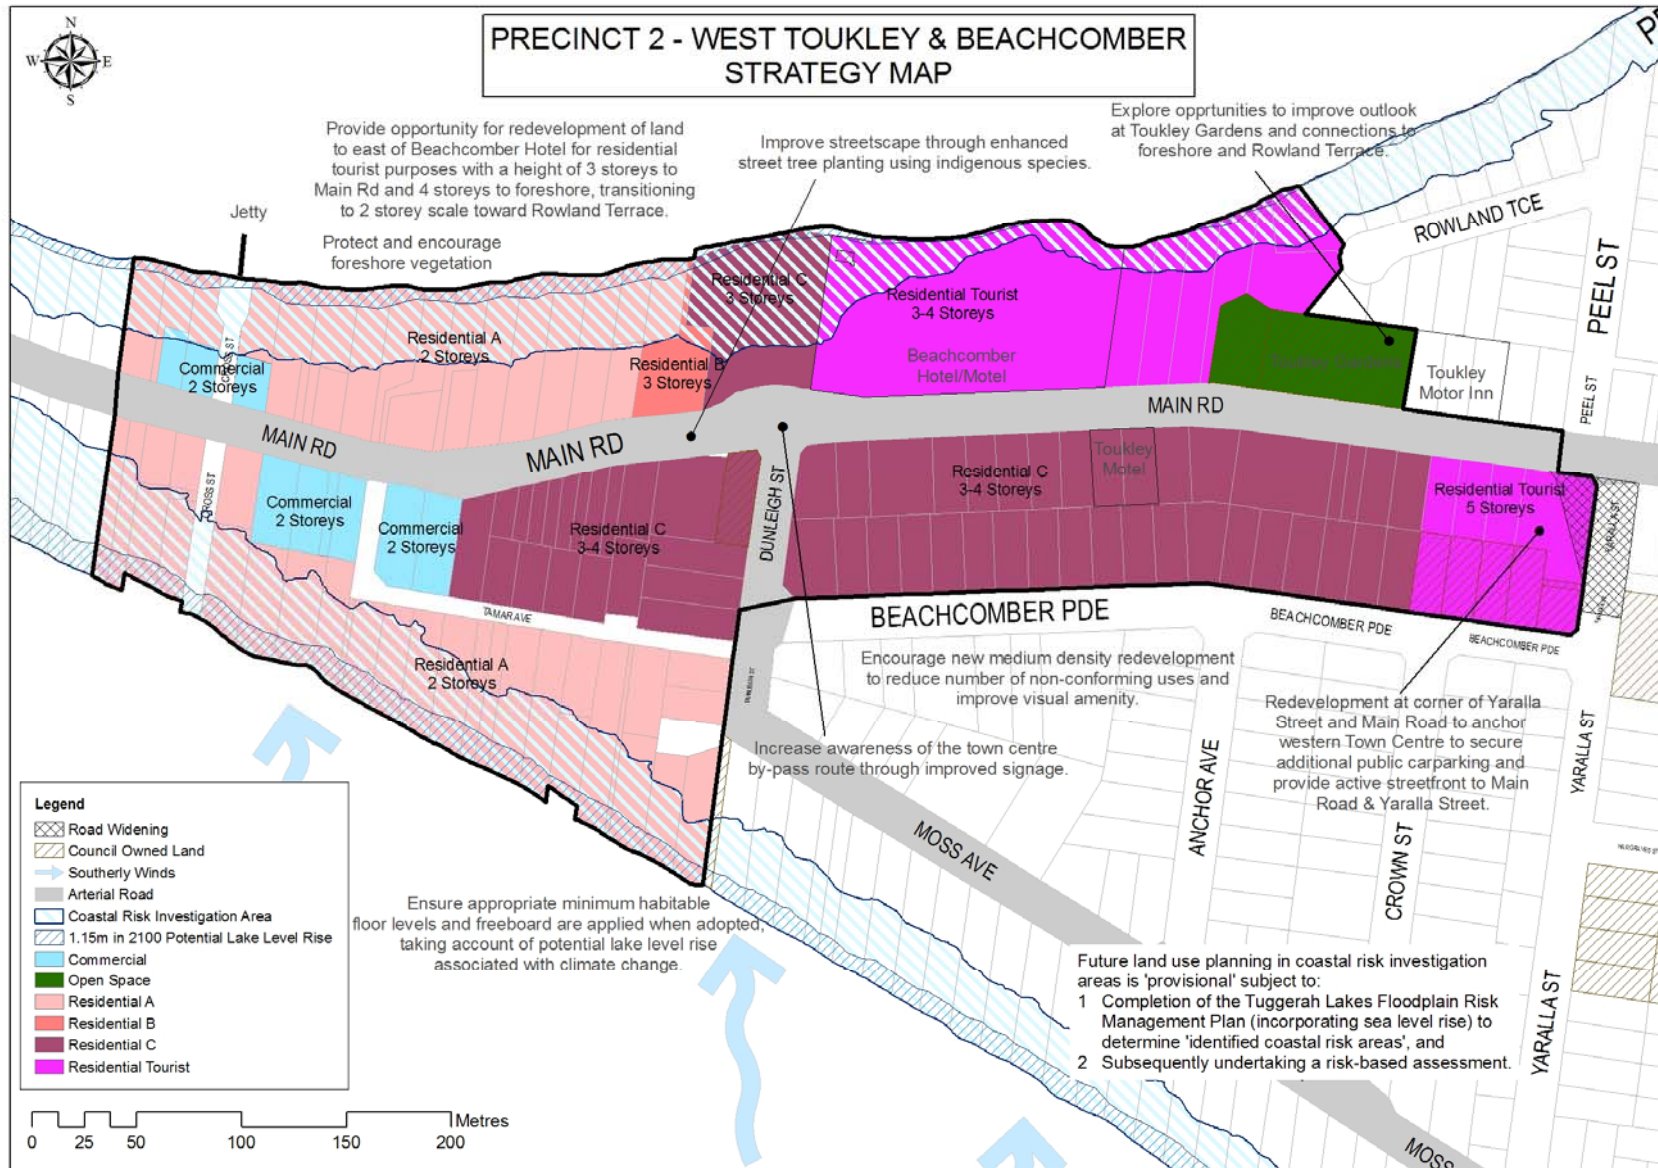 PRECINCT 2 - WEST TOUKLEY & BEACHCOMBER
STRATEGY MAP
N
W
E
S
Provide opportunity for redevelopment of land
to east of Beachcomber Hotel for residential
tourist purposes with a height of 3 storeys to
Main Rd and 4 storeys to foreshore, transitioning
to 2 storey scale toward Rowland Terrace.
Protect and encourage
foreshore vegetation
Jetty
Improve streetscape through enhanced
street tree planting using indigenous species.
Explore opprtunities to improve outlook
at Toukley Gardens and connections to
foreshore and Rowland Terrace.
ROWLAND TCE
PEEL ST
PEEL ST
Residential C
3 Storeys
Residential Tourist
3-4 Storeys
Residential A
2 Storeys
Commercial
2 Storeys
CROSS ST
Residential B
3 Storeys
Beachcomber
Hotel/Motel
Toukley Gardens
Toukley
Motor Inn
MAIN RD
MAIN RD
MAIN RD
CROSS ST
Commercial
2 Storeys
Commercial
2 Storeys
Residential C
3-4 Storeys
DUNLEIGH ST
Residential C
3-4 Storeys
Toukley
Motel
Residential Tourist
5 Storeys
YARALLA ST
TAMAR AVE
BEACHCOMBER PDE
BEACHCOMBER PDE
BEACHCOMBER PDE
Residential A
2 Storeys
DUNLEIGH ST
Encourage new medium density redevelopment
to reduce number of non-conforming uses and
improve visual amenity.
Increase awareness of the town centre
by-pass route through improved signage.
Redevelopment at corner of Yaralla
Street and Main Road to anchor
western Town Centre to secure
additional public carparking and
provide active streetfront to Main
Road & Yaralla Street.
YARALLA ST
ANCHOR AVE
CROWN ST
MOSS AVE
YARALLA ST
MOSS
Legend
Road Widening
Council Owned Land
Southerly Winds
Arterial Road
Coastal Risk Investigation Area
1.15m in 2100 Potential Lake Level Rise
Commercial
Open Space
Residential A
Residential B
Residential C
Residential Tourist
Ensure appropriate minimum habitable
floor levels and freeboard are applied when adopted,
taking account of potential lake level rise
associated with climate change.
Future land use planning in coastal risk investigation
areas is 'provisional' subject to:
1 Completion of the Tuggerah Lakes Floodplain Risk
Management Plan (incorporating sea level rise) to
determine 'identified coastal risk areas', and
2 Subsequently undertaking a risk-based assessment.
Metres
0 25 50 100 150 200